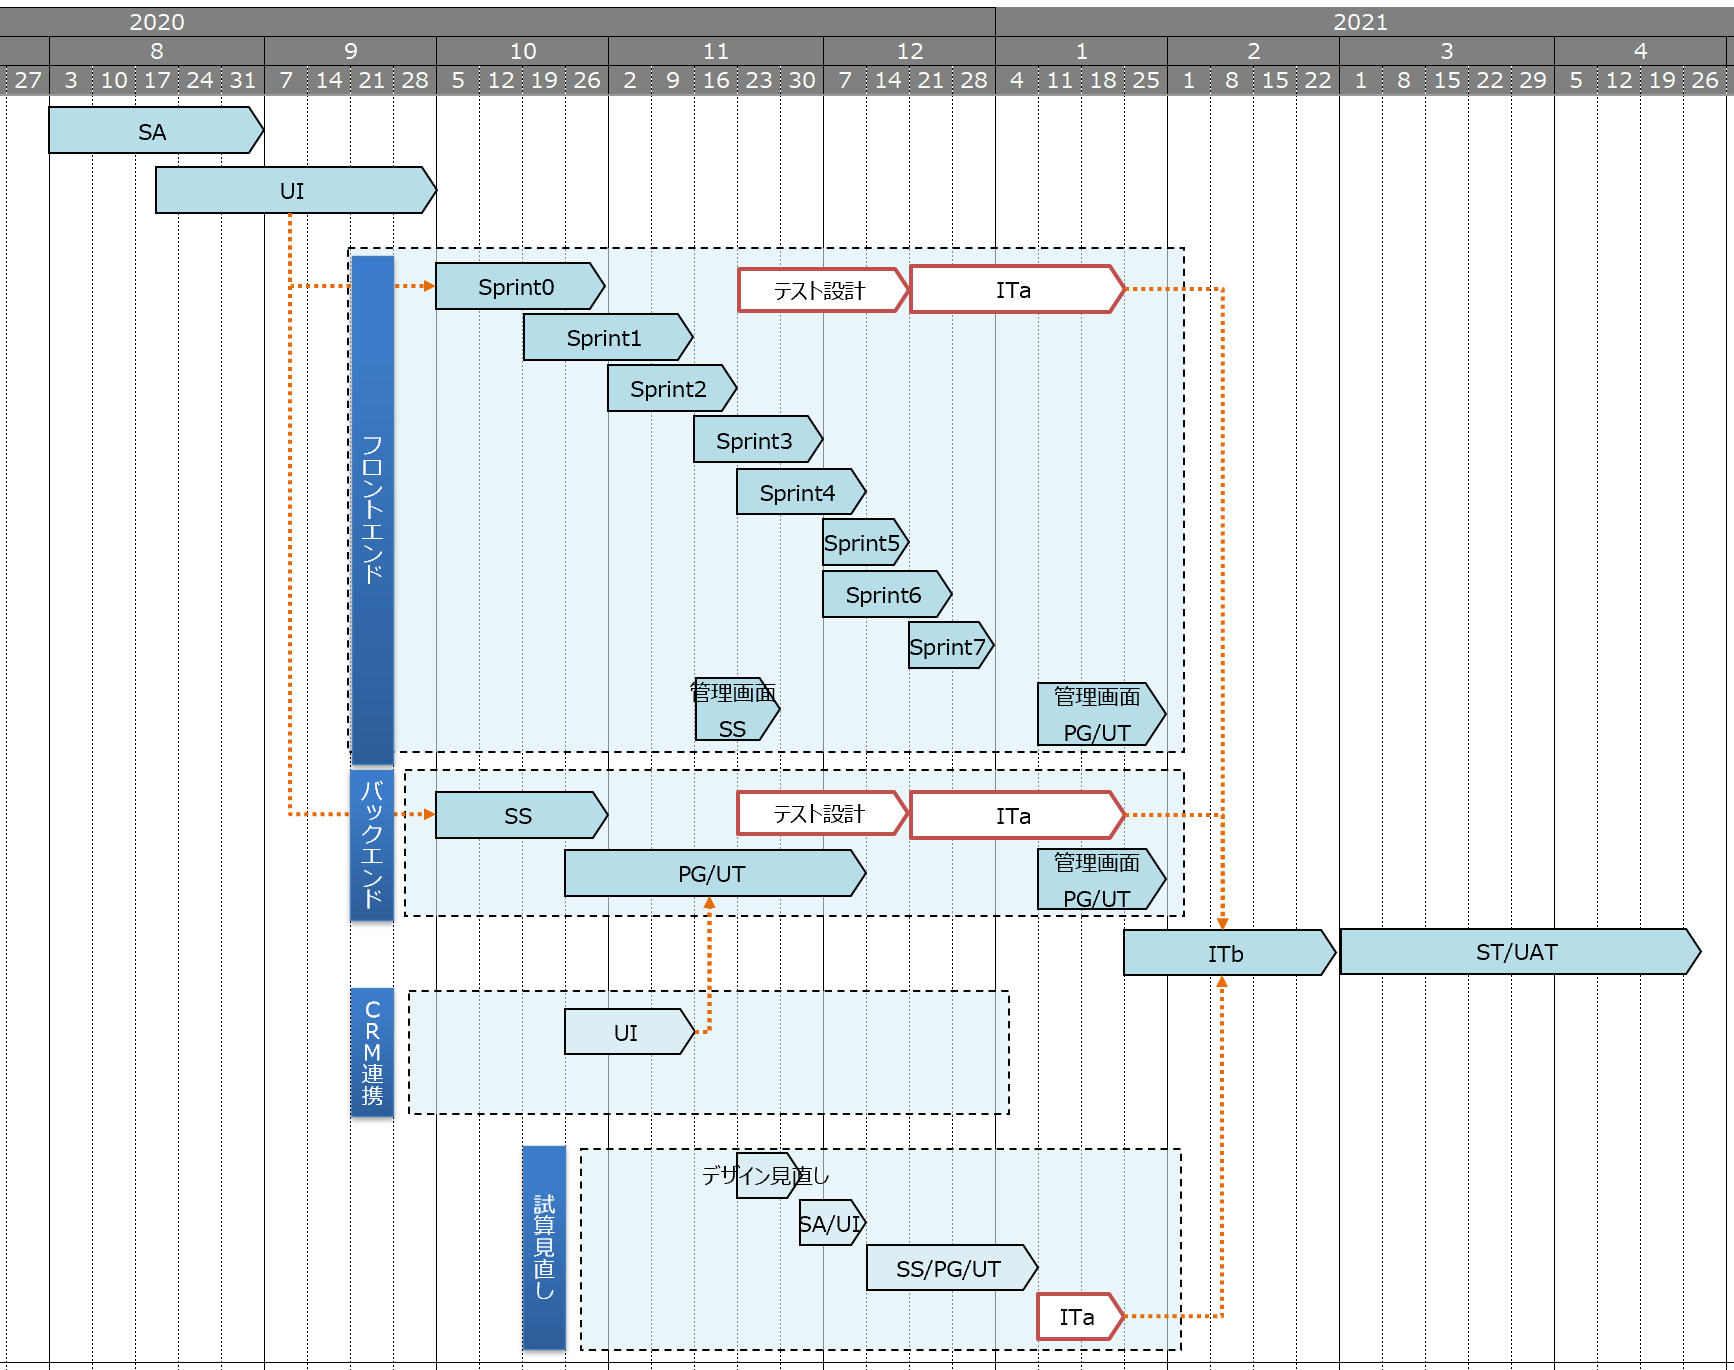 2020 2021
8 9 10 11 12 1 2 3 4
27 3 10 17 24 31 7 14 21 28 5 12 19 26 2 9 16 23 30 7 14 21 28 4 11 18 25 1 8 15 22 1 8 15 22 29 5 12 19 26
SA
UI
フロントエンド
Sprint0
テスト設計
ITa
Sprint1
Sprint2
Sprint3
Sprint4
Sprint5
Sprint6
Sprint7
管理画面
SS
管理画面
PG/UT
バックエンド
SS
テスト設計
ITa
PG/UT
管理画面
PG/UT
ITb
ST/UAT
CRM連携
UI
試算見直し
デザイン見直し
SA/UI
SS/PG/UT
ITa